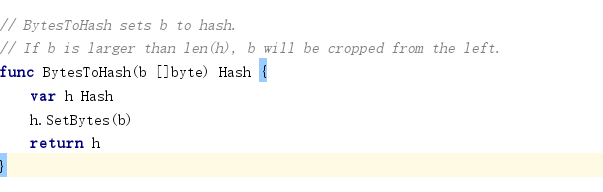 // BytesToHash sets b to hash.
// If b is larger than len(h), b will be cropped from the left.
func BytesToHash(b []byte) Hash {
    var h Hash
    h.SetBytes(b)
    return h
}